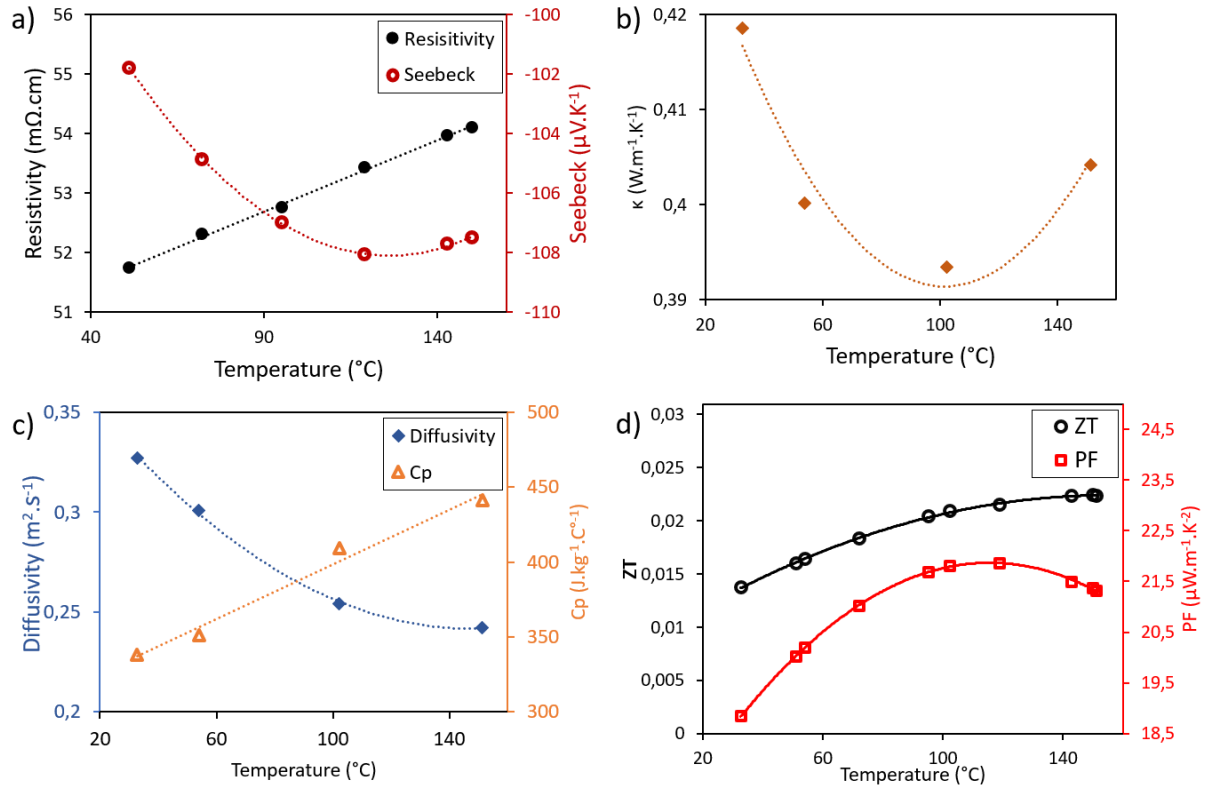 a)
56
55
54
53
52
51
Resistivity (mΩ.cm)
40
90
140
Temperature (°C)
-100
-102
-104
-106
-108
-110
Seebeck (µV.K⁻¹)
Resisitivity
Seebeck
b)
0,42
0,41
0,4
0,39
κ (W.m⁻¹.K⁻¹)
20
60
100
140
Temperature (°C)
c)
0,35
0,3
0,25
0,2
Diffusivity (m².s⁻¹)
20
60
100
140
Temperature (°C)
500
450
400
350
300
Cp (J.kg⁻¹.C°⁻¹)
Diffusivity
Cp
d)
0,03
0,025
0,02
0,015
0,01
0,005
0
ZT
20
60
100
140
Temperature (°C)
24,5
23,5
22,5
21,5
20,5
19,5
18,5
PF (µW.m⁻¹.K⁻²)
ZT
PF